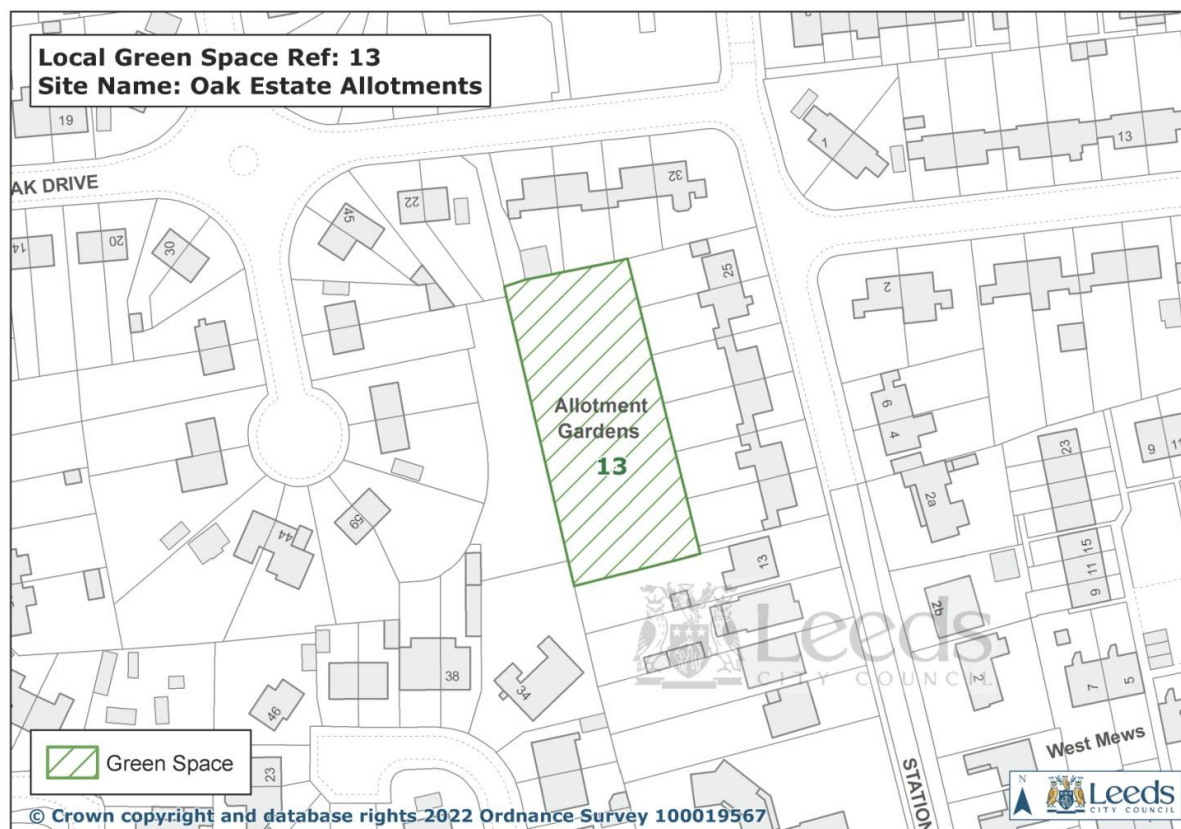 Local Green Space Ref: 13
Site Name: Oak Estate Allotments
19
AK DRIVE
14
20
30
45
22
32
1
13
25
2
Allotment
Gardens
13
6
4
2a
23
9
11
44
59
13
15
11
9
2b
2
7
5
38
34
46
23
West Mews
STATION
Leeds
CITY COUNCIL
Green Space
N
Leeds
CITY COUNCIL
© Crown copyright and database rights 2022 Ordnance Survey 100019567